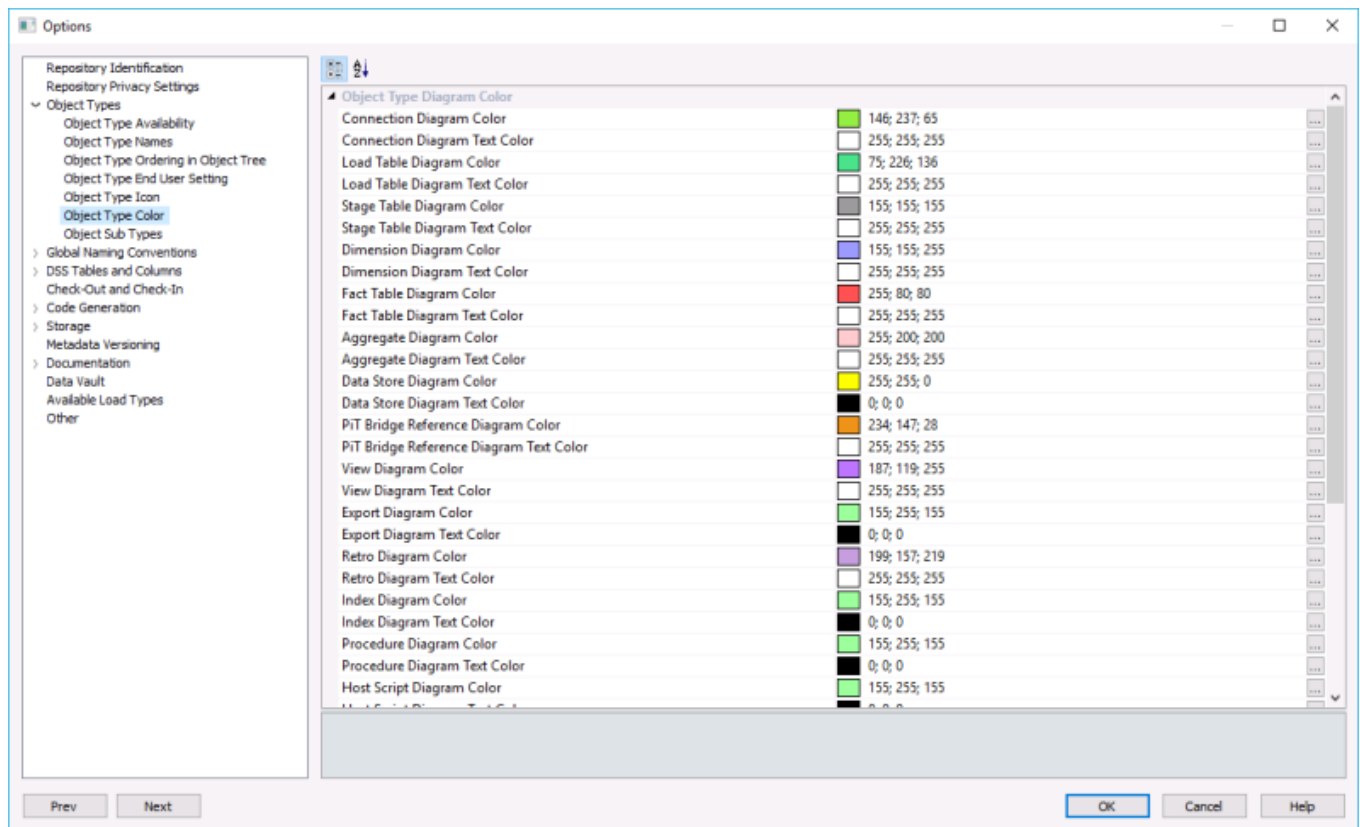 Options
Repository Identification
Repository Privacy Settings
Object Types
Object Type Availability
Object Type Names
Object Type Ordering in Object Tree
Object Type End User Setting
Object Type Icon
Object Type Color
Object Sub Types
Global Naming Conventions
DSS Tables and Columns
Check-Out and Check-In
Code Generation
Storage
Metadata Versioning
Documentation
Data Vault
Available Load Types
Other
Object Type Diagram Color
Connection Diagram Color 146; 237; 65 ...
Connection Diagram Text Color 255; 255; 255 ...
Load Table Diagram Color 75; 226; 136 ...
Load Table Diagram Text Color 255; 255; 255 ...
Stage Table Diagram Color 155; 155; 155 ...
Stage Table Diagram Text Color 255; 255; 255 ...
Dimension Diagram Color 155; 155; 255 ...
Dimension Diagram Text Color 255; 255; 255 ...
Fact Table Diagram Color 255; 80; 80 ...
Fact Table Diagram Text Color 255; 255; 255 ...
Aggregate Diagram Color 255; 200; 200 ...
Aggregate Diagram Text Color 255; 255; 255 ...
Data Store Diagram Color 255; 255; 0 ...
Data Store Diagram Text Color 0; 0; 0 ...
PiT Bridge Reference Diagram Color 234; 147; 28 ...
PiT Bridge Reference Diagram Text Color 255; 255; 255 ...
View Diagram Color 187; 119; 255 ...
View Diagram Text Color 255; 255; 255 ...
Export Diagram Color 155; 255; 155 ...
Export Diagram Text Color 0; 0; 0 ...
Retro Diagram Color 199; 157; 219 ...
Retro Diagram Text Color 255; 255; 255 ...
Index Diagram Color 155; 255; 155 ...
Index Diagram Text Color 0; 0; 0 ...
Procedure Diagram Color 155; 255; 155 ...
Procedure Diagram Text Color 0; 0; 0 ...
Host Script Diagram Color 155; 255; 155 ...
Prev Next OK Cancel Help